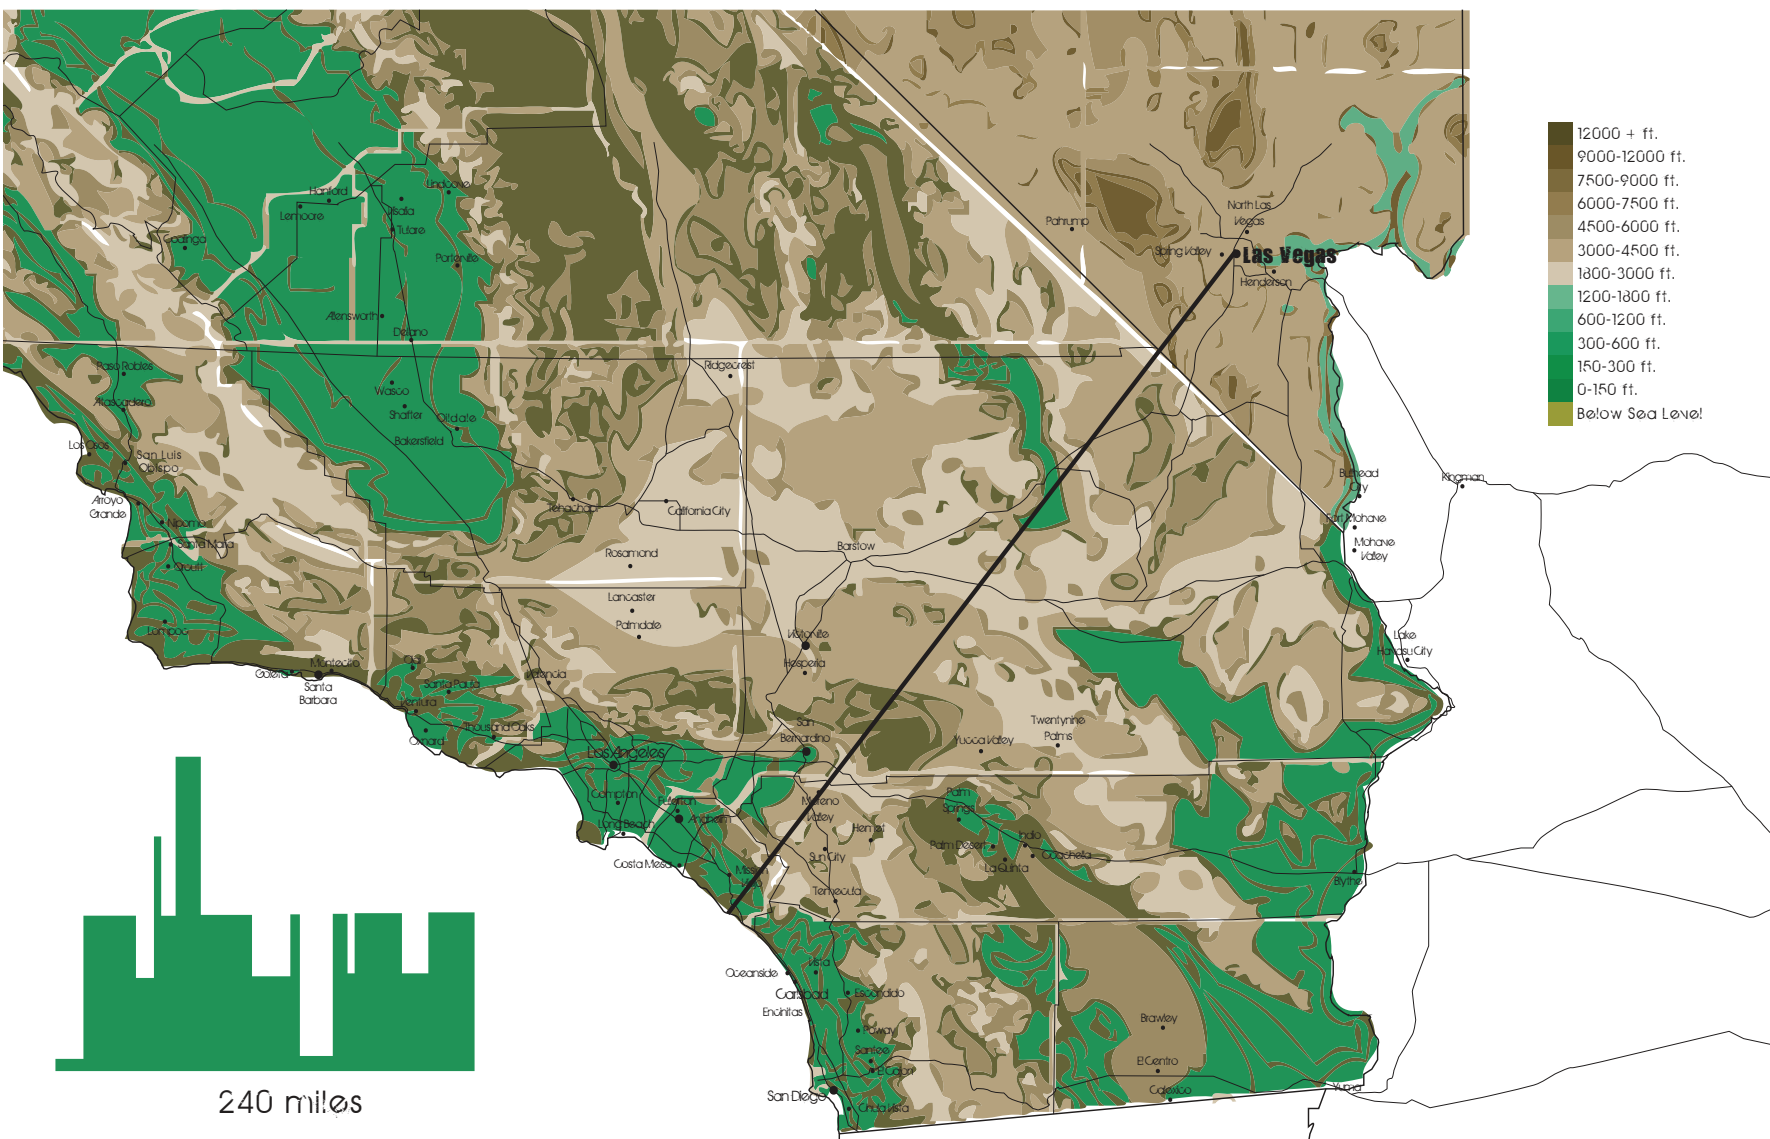 12000 + ft.
9000-12000 ft.
7500-9000 ft.
6000-7500 ft.
4500-6000 ft.
3000-4500 ft.
1800-3000 ft.
1200-1800 ft.
600-1200 ft.
300-600 ft.
150-300 ft.
0-150 ft.
Below Sea Level
Lindcove
Hanford
Lemoore
Visalia
Tulare
Coalinga
Porterville
Allensworth
Delano
North Las
Vegas
Pahrump
Spring Valley
Las Vegas
Henderson
Paso Robles
Atascadero
Wasco
Shafter
Oildale
Bakersfield
Ridgecrest
Los Osos
San Luis
Obispo
Arroyo
Grande
Nipomo
Santa Maria
Orcutt
Lompoc
Tehachapi
California City
Rosamond
Barstow
Lancaster
Palmdale
Victorville
Hesperia
Bullhead
City
Kingman
Fort Mohave
Mohave
Valley
Lake
Havasu City
Goleta
Montecito
Santa
Barbara
Ojai
Santa Paula
Ventura
Oxnard
Thousand Oaks
Valencia
Los Angeles
San
Bernardino
Twentynine
Palms
Yucca Valley
Compton
Fullerton
Anaheim
Long Beach
Costa Mesa
Mission
Viejo
Moreno
Valley
Hemet
Sun City
Temecula
Palm
Springs
Palm Desert
Indio
Coachella
La Quinta
Blythe
Oceanside
Vista
Carlsbad
Encinitas
Escondido
Poway
Santee
El Cajon
San Diego
Chula Vista
Brawley
El Centro
Calexico
Yuma
240 miles